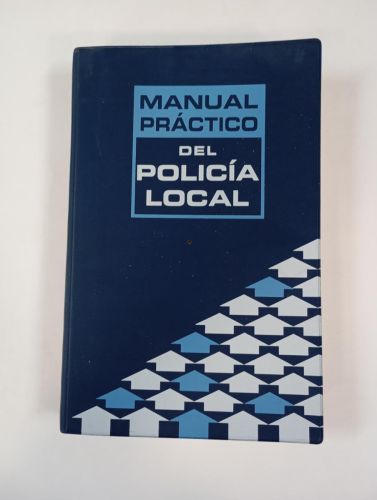 MANUAL
PRÁCTICO
DEL
POLICÍA
LOCAL